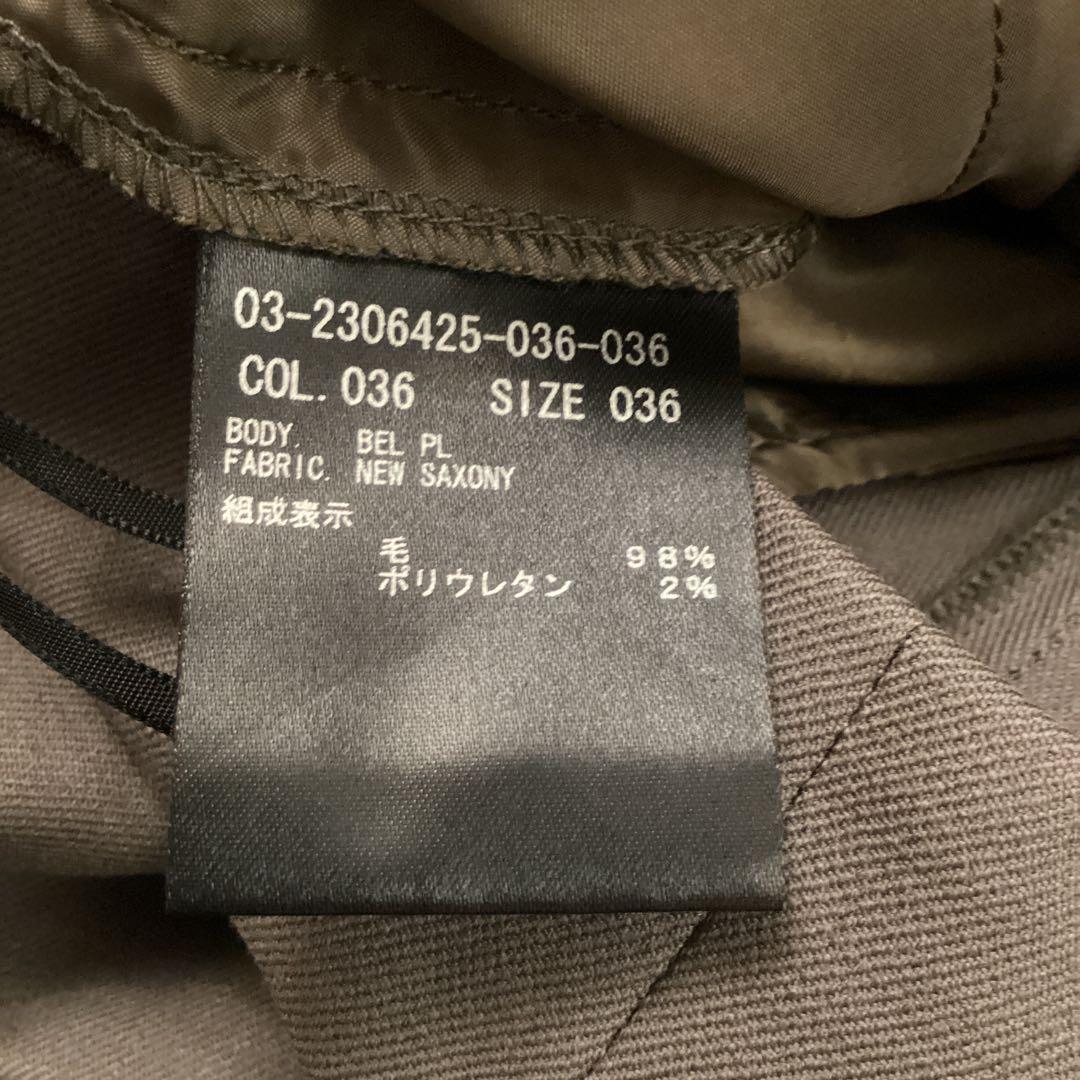 03-2306425-036-036
COL. 036 SIZE 036
BODY. BEL PL
FABRIC. NEW SAXONY
組成表示
毛 98%
ポリウレタン 2%